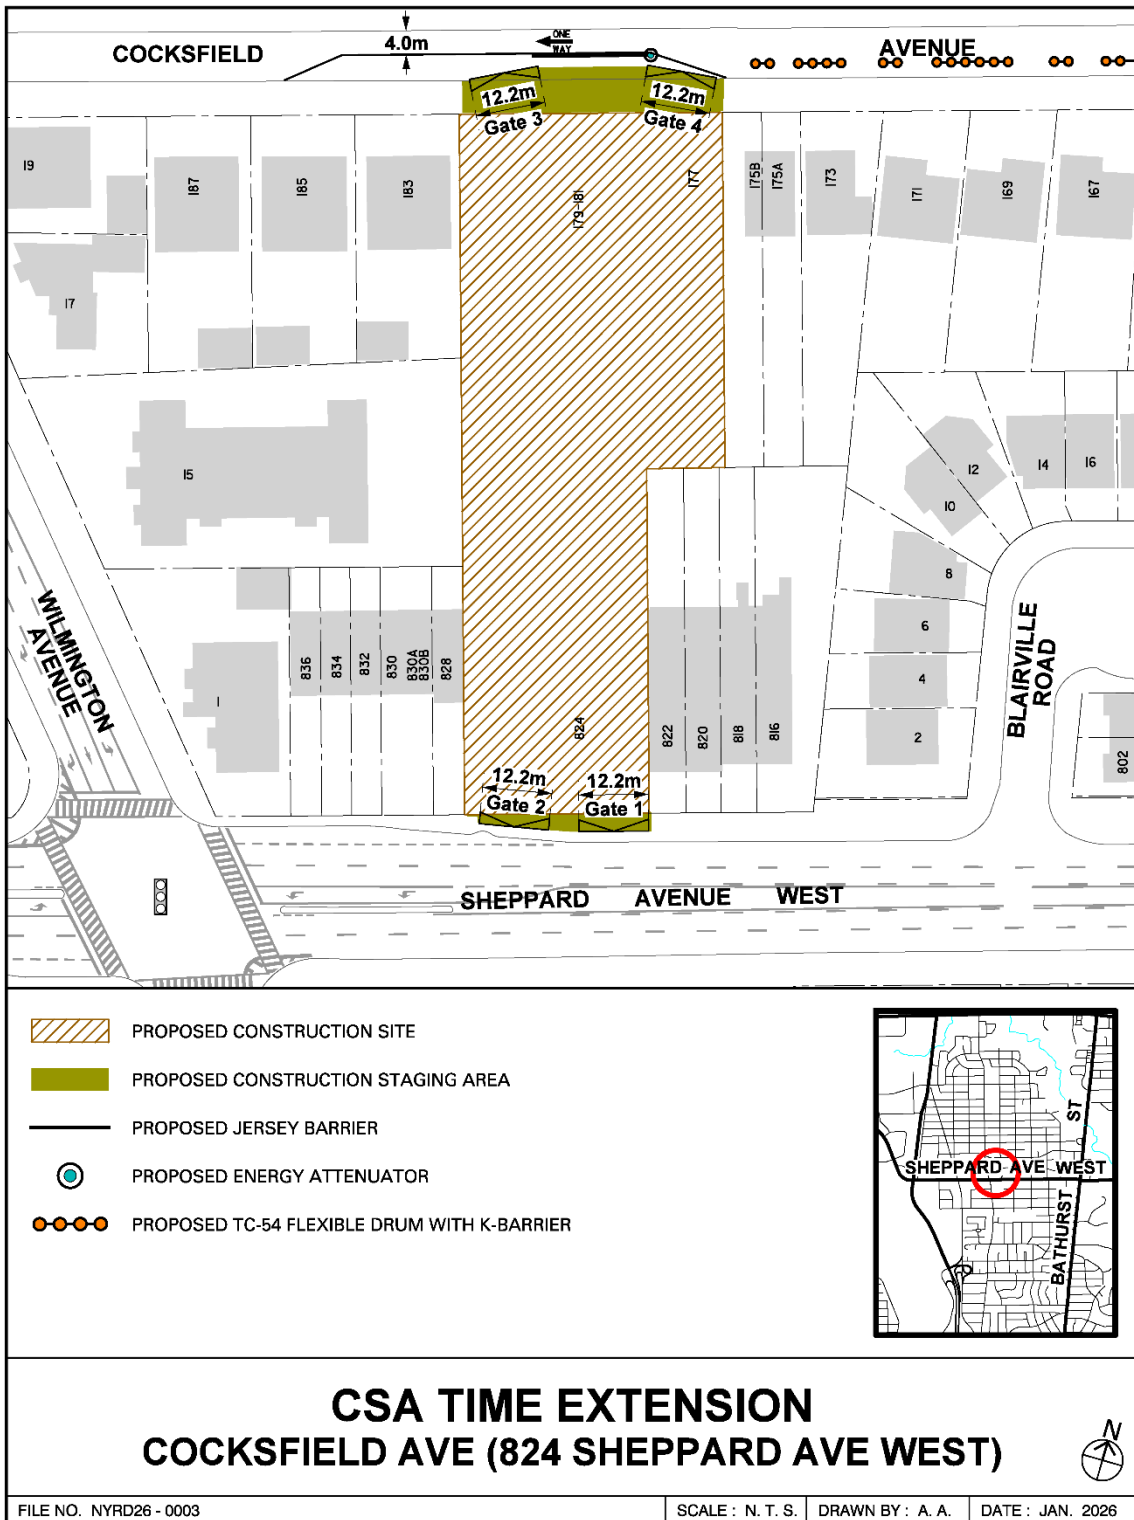 COCKSFIELD
4.0m
ONE
WAY
AVENUE
12.2m
Gate 3
12.2m
Gate 4
19
187
185
183
179-181
177
175B
175A
173
171
169
167
17
15
12
14
16
10
8
6
4
2
WILMINGTON
AVENUE
BLAIRVILLE
ROAD
1
836
834
832
830
830A
830B
828
824
822
820
818
816
802
12.2m
Gate 2
12.2m
Gate 1
SHEPPARD AVENUE WEST
PROPOSED CONSTRUCTION SITE
PROPOSED CONSTRUCTION STAGING AREA
PROPOSED JERSEY BARRIER
PROPOSED ENERGY ATTENUATOR
PROPOSED TC-54 FLEXIBLE DRUM WITH K-BARRIER
SHEPPARD AVE WEST
BATHURST ST
CSA TIME EXTENSION
COCKSFIELD AVE (824 SHEPPARD AVE WEST)
N
FILE NO. NYRD26 - 0003
SCALE : N. T. S.
DRAWN BY : A. A.
DATE : JAN. 2026